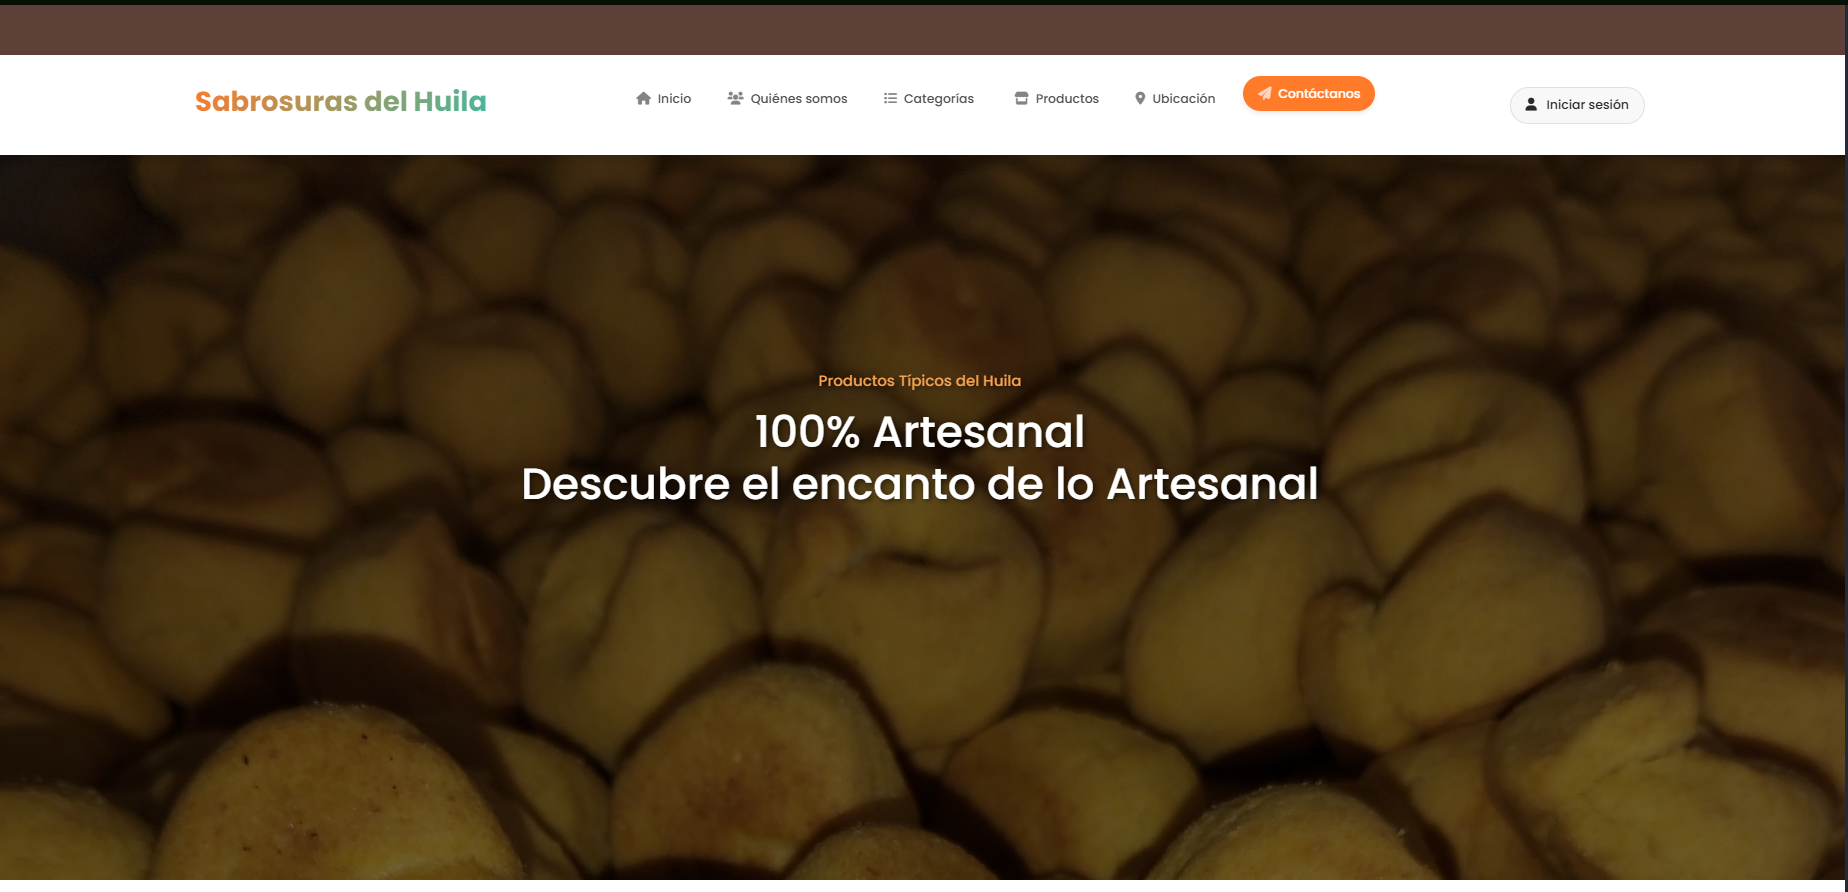 Sabrosuras del Huila
Inicio
Quiénes somos
Categorías
Productos
Ubicación
Contáctanos
Iniciar sesión
Productos Típicos del Huila
100% Artesanal
Descubre el encanto de lo Artesanal